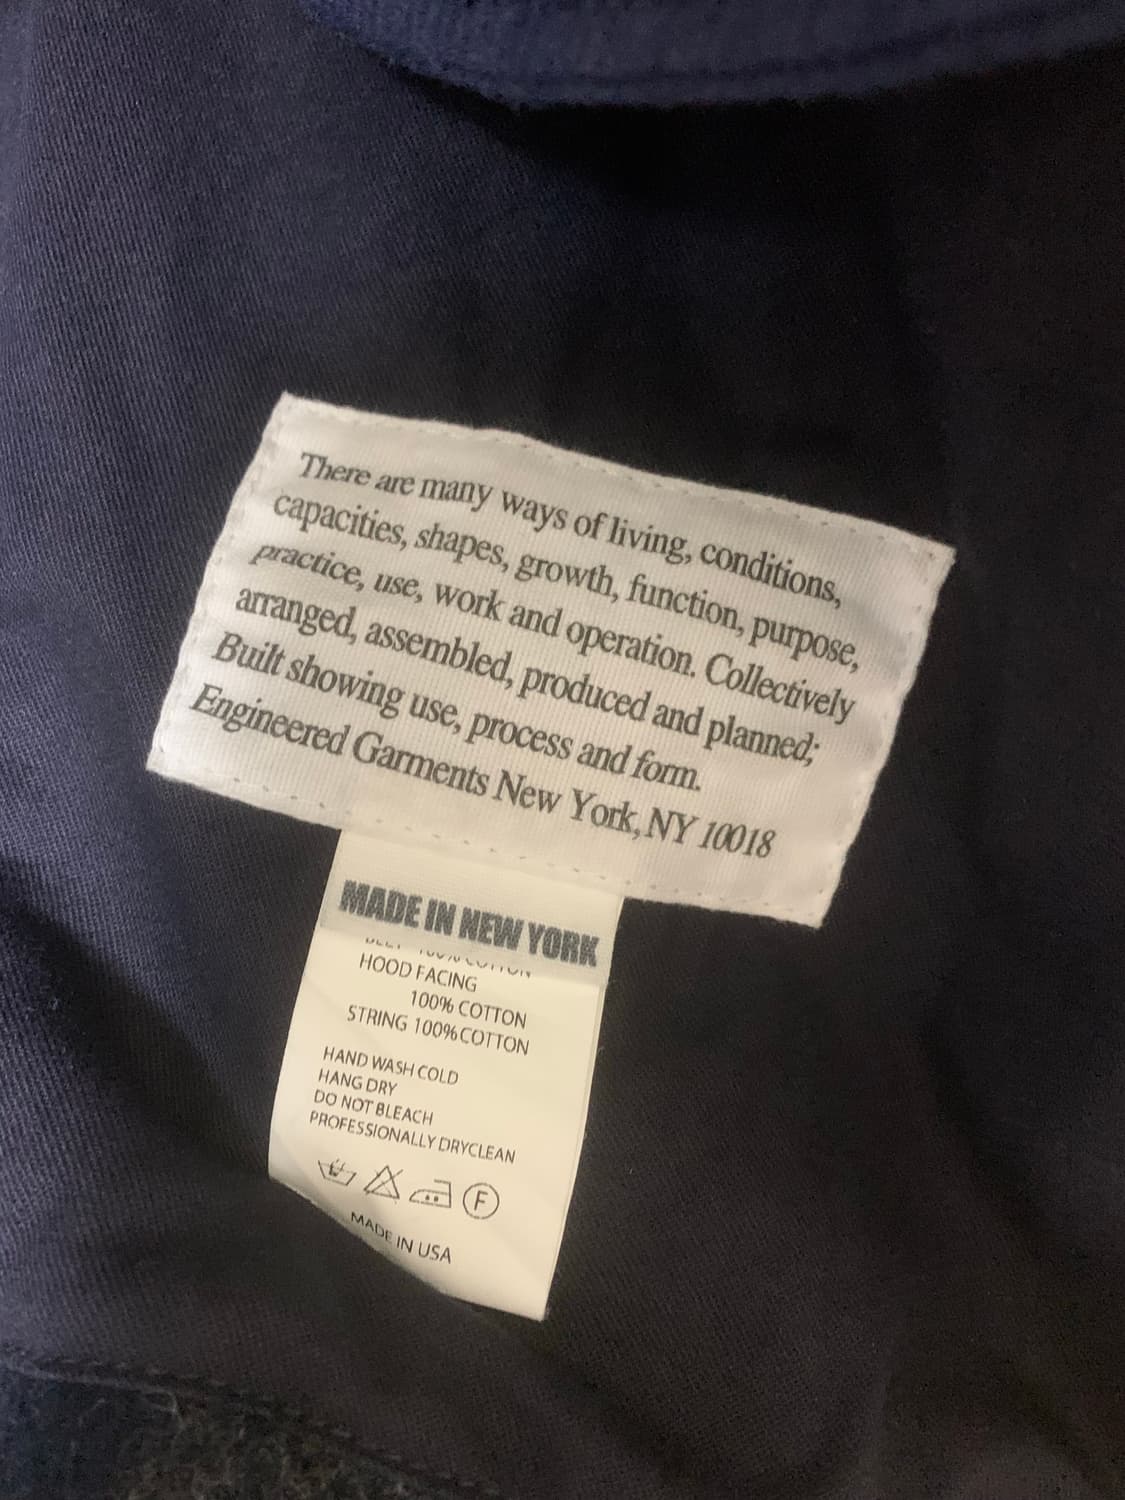 There are many ways of living, conditions,
capacities, shapes, growth, function, purpose,
practice, use, work and operation. Collectively
arranged, assembled, produced and planned;
Built showing use, process and form.
Engineered Garments New York, NY 10018
MADE IN NEW YORK
100% COTTON
HOOD FACING
100% COTTON
STRING 100% COTTON
HAND WASH COLD
HANG DRY
DO NOT BLEACH
PROFESSIONALLY DRYCLEAN
F
MADE IN USA